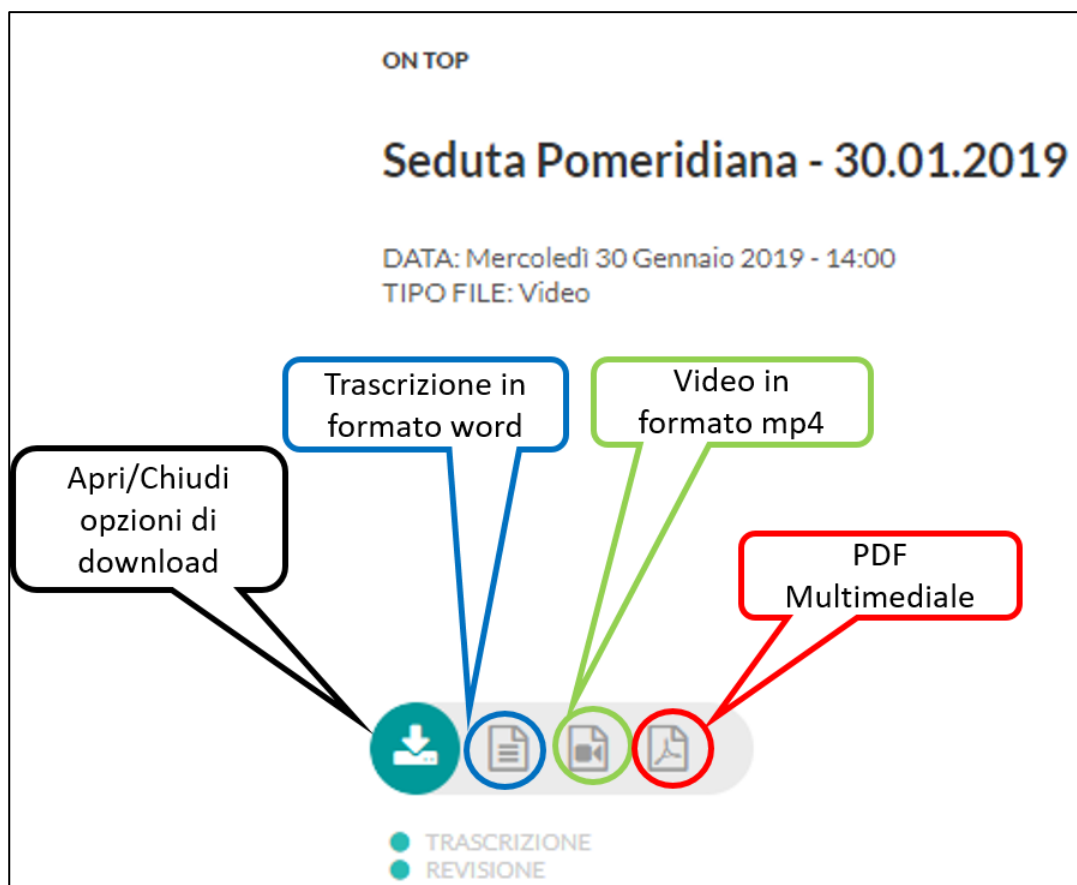 ON TOP
Seduta Pomeridiana - 30.01.2019
DATA: Mercoledì 30 Gennaio 2019 - 14:00
TIPO FILE: Video
Trascrizione in
formato word
Video in
formato mp4
Apri/Chiudi
opzioni di
download
PDF
Multimediale
TRASCRIZIONE
REVISIONE